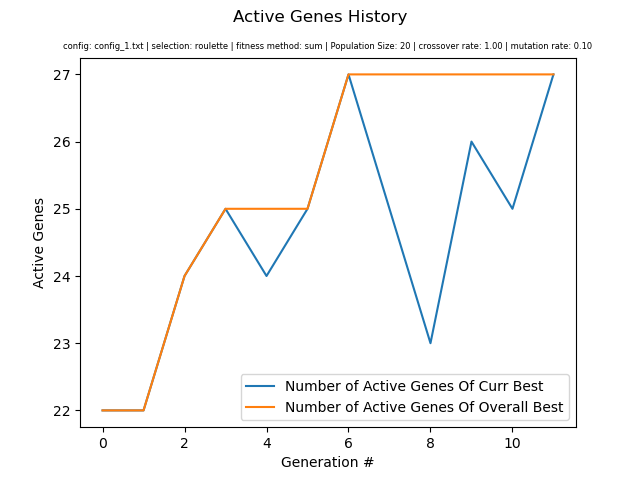 Active Genes History
config: config_1.txt | selection: roulette | fitness method: sum | Population Size: 20 | crossover rate: 1.00 | mutation rate: 0.10
27
26
25
24
23
22
Active Genes
Number of Active Genes Of Curr Best
Number of Active Genes Of Overall Best
0 2 4 6 8 10
Generation #